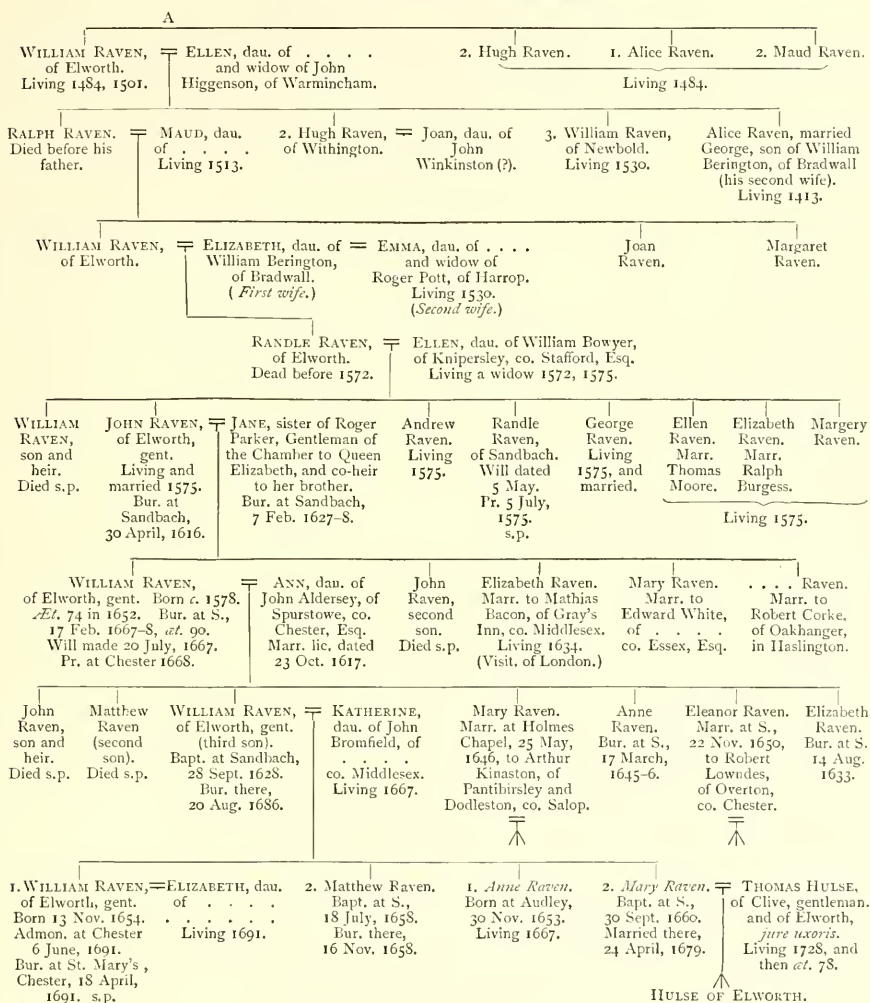 A
WILLIAM RAVEN,
of Elworth.
Living 1484, 1501.
ELLEN, dau. of . . . .
and widow of John
Higgenson, of Warmincham.
2. Hugh Raven.
1. Alice Raven.
2. Maud Raven.
Living 1484.
RALPH RAVEN.
Died before his
father.
MAUD, dau.
of . . . .
Living 1513.
2. Hugh Raven,
of Withington.
Joan, dau. of
John
Winkinston (?).
3. William Raven,
of Newbold.
Living 1530.
Alice Raven, married
George, son of William
Berington, of Bradwall
(his second wife).
Living 1413.
WILLIAM RAVEN,
of Elworth.
ELIZABETH, dau. of
William Berington,
of Bradwall.
(First wife.)
EMMA, dau. of . . . .
and widow of
Roger Pott, of Harrop.
Living 1530.
(Second wife.)
Joan
Raven.
Margaret
Raven.
RANDLE RAVEN,
of Elworth.
Dead before 1572.
ELLEN, dau. of William Bowyer,
of Knipersley, co. Stafford, Esq.
Living a widow 1572, 1575.
WILLIAM
RAVEN,
son and
heir.
Died s.p.
JOHN RAVEN,
of Elworth,
gent.
Living and
married 1575.
Bur. at
Sandbach,
30 April, 1616.
JANE, sister of Roger
Parker, Gentleman of
the Chamber to Queen
Elizabeth, and co-heir
to her brother.
Bur. at Sandbach,
7 Feb. 1627-8.
Andrew
Raven.
Living
1575.
Randle
Raven,
of Sandbach.
Will dated
5 May.
Pr. 5 July,
1575.
s.p.
George
Raven.
Living
1575, and
married.
Ellen
Raven.
Marr.
Thomas
Moore.
Elizabeth
Raven.
Marr.
Ralph
Burgess.
Margery
Raven.
Living 1575.
WILLIAM RAVEN,
of Elworth, gent. Born c. 1578.
Æt. 74 in 1652. Bur. at S.,
17 Feb. 1667-8, æt. 90.
Will made 20 July, 1667.
Pr. at Chester 1668.
ANN, dau. of
John Aldersey, of
Spurstowe, co.
Chester, Esq.
Marr. lic. dated
23 Oct. 1617.
John
Raven,
second
son.
Died s.p.
Elizabeth Raven.
Marr. to Mathias
Bacon, of Gray's
Inn, co. Middlesex.
Living 1634.
(Visit. of London.)
Mary Raven.
Marr. to
Edward White,
of . . . .
co. Essex, Esq.
. . . . Raven.
Marr. to
Robert Corke,
of Oakhanger,
in Haslington.
John
Raven,
son and
heir.
Died s.p.
Matthew
Raven
(second
son).
Died s.p.
WILLIAM RAVEN,
of Elworth, gent.
(third son).
Bapt. at Sandbach,
28 Sept. 1628.
Bur. there,
20 Aug. 1686.
KATHERINE,
dau. of John
Bromfield, of
. . . .
co. Middlesex.
Living 1667.
Mary Raven.
Marr. at Holmes
Chapel, 25 May,
1646, to Arthur
Kinaston, of
Pantibirsley and
Dodleston, co. Salop.
Anne
Raven.
Bur. at S.,
17 March,
1645-6.
Eleanor Raven.
Marr. at S.,
22 Nov. 1650,
to Robert
Lowndes,
of Overton,
co. Chester.
Elizabeth
Raven.
Bur. at S.
14 Aug.
1633.
1. WILLIAM RAVEN,
of Elworth, gent.
Born 13 Nov. 1654.
Admon. at Chester
6 June, 1691.
Bur. at St. Mary's,
Chester, 18 April,
1691. s.p.
ELIZABETH, dau.
of . . . .
. . . . . .
Living 1691.
2. Matthew Raven.
Bapt. at S.,
18 July, 1658.
Bur. there,
16 Nov. 1658.
1. Anne Raven.
Born at Audley,
30 Nov. 1653.
Living 1667.
2. Mary Raven.
Bapt. at S.,
30 Sept. 1660.
Married there,
24 April, 1679.
THOMAS HULSE,
of Clive, gentleman.
and of Elworth,
jure uxoris.
Living 1728, and
then æt. 78.
HULSE OF ELWORTH.